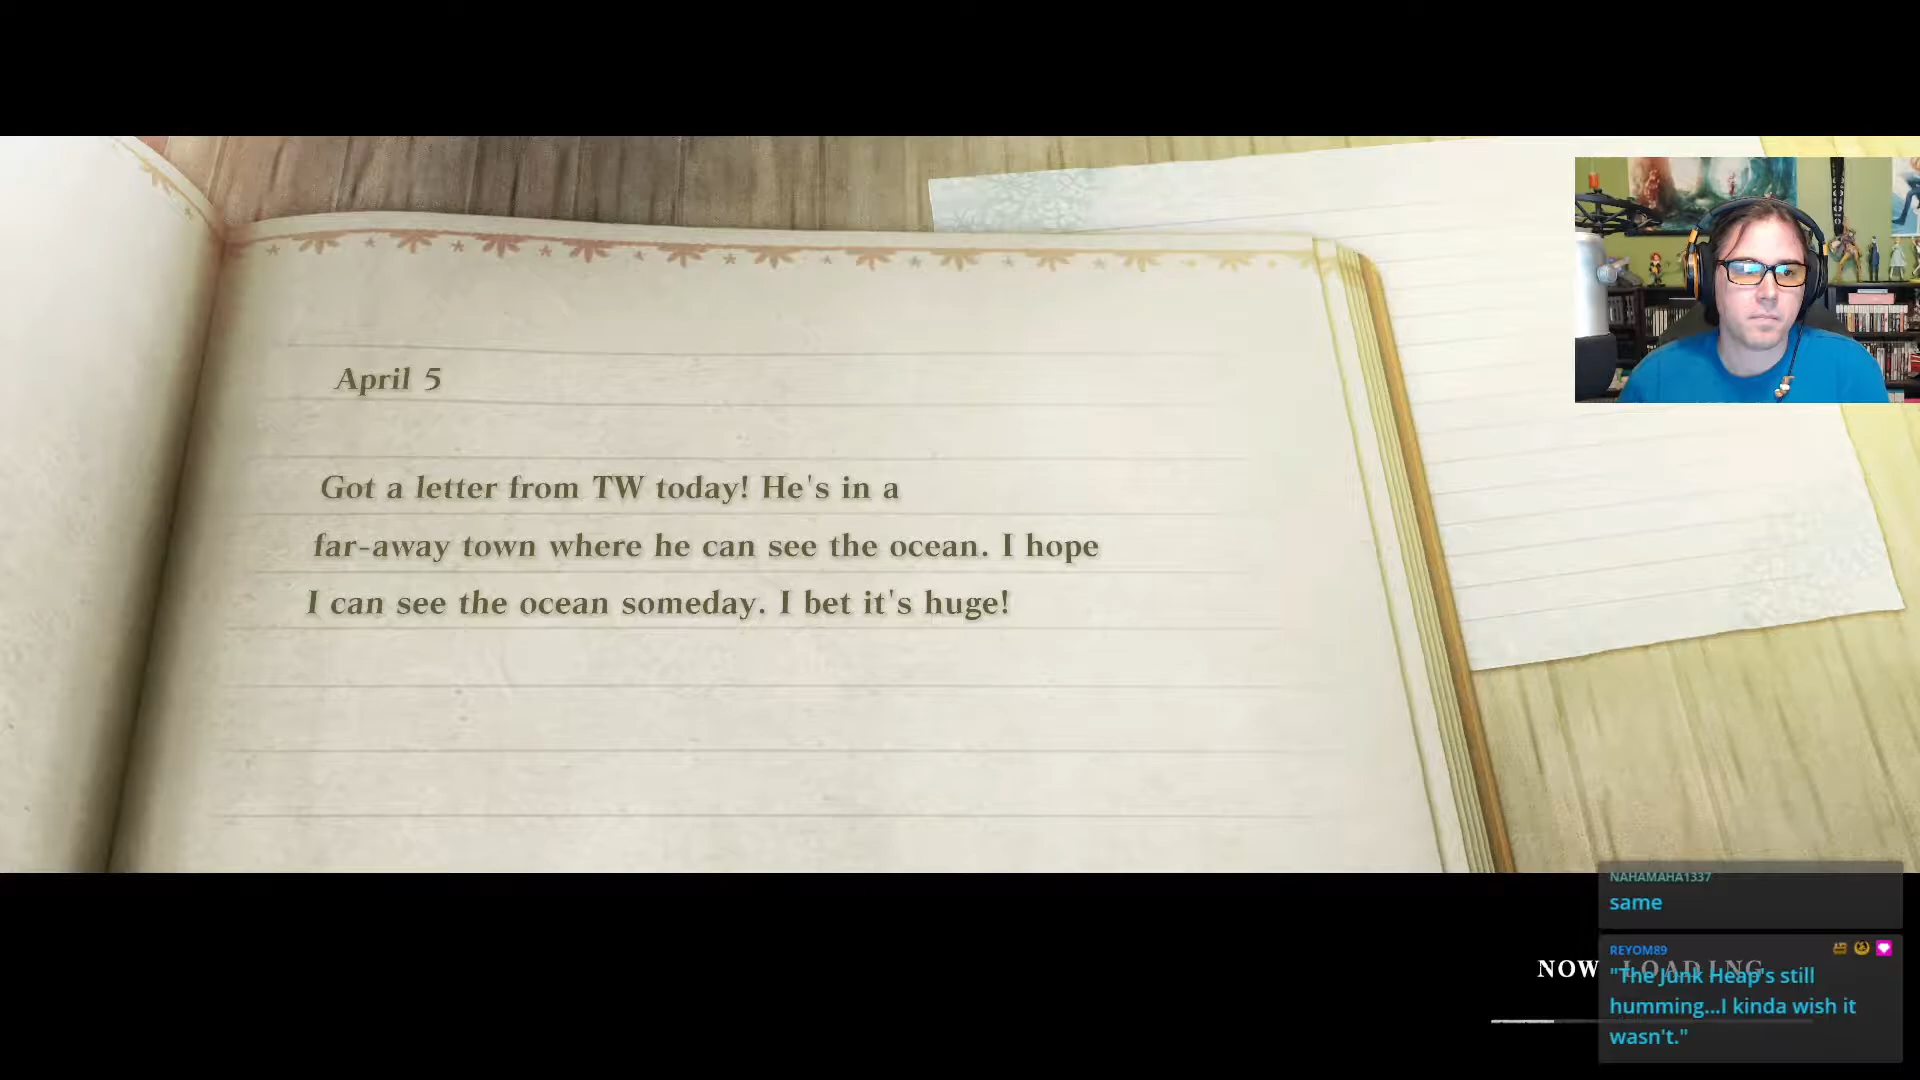 April 5
Got a letter from TW today! He's in a
far-away town where he can see the ocean. I hope
I can see the ocean someday. I bet it's huge!
NAHAMAHA1337
same
REYOM89
NOW LOADING
"The Junk Heap's still
humming...I kinda wish it
wasn't."